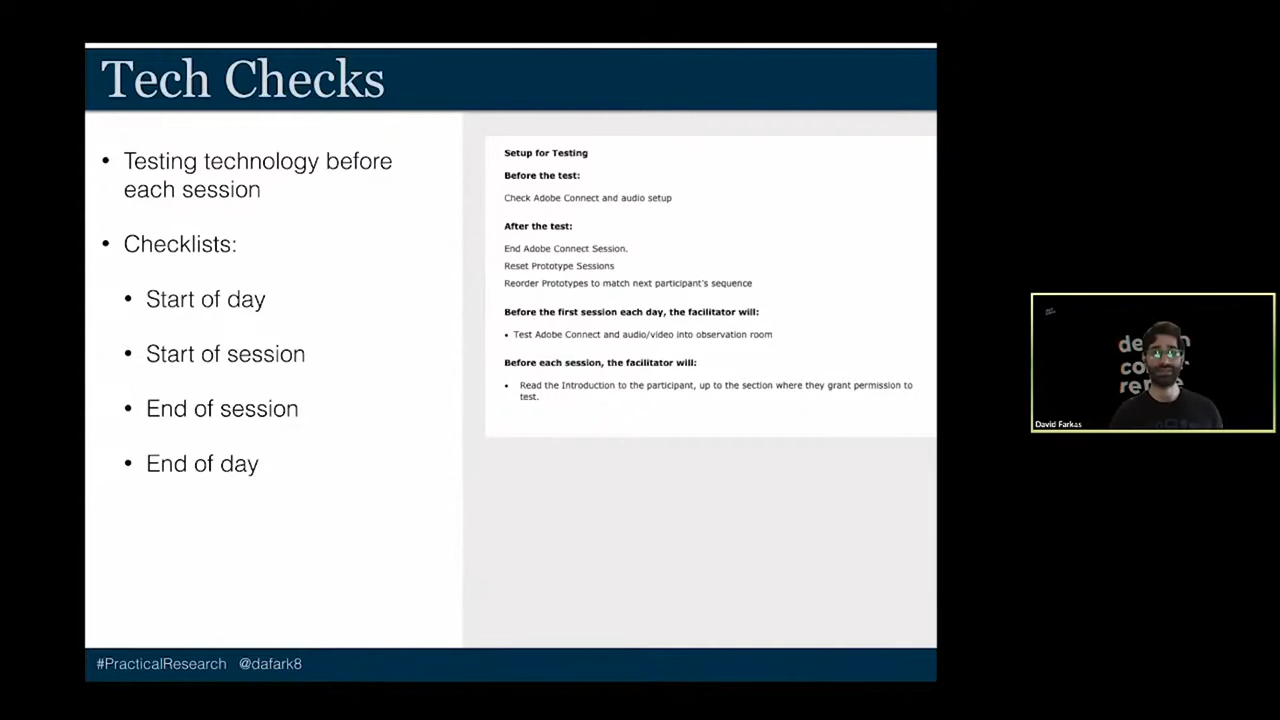 Tech Checks
• Testing technology before
each session
• Checklists:
• Start of day
• Start of session
• End of session
• End of day
Setup for Testing
Before the test:
Check Adobe Connect and audio setup
After the test:
End Adobe Connect Session.
Reset Prototype Sessions
Reorder Prototypes to match next participant's sequence
Before the first session each day, the facilitator will:
• Test Adobe Connect and audio/video into observation room
Before each session, the facilitator will:
• Read the Introduction to the participant, up to the section where they grant permission to
test.
#PracticalResearch @dafark8
David Farkas